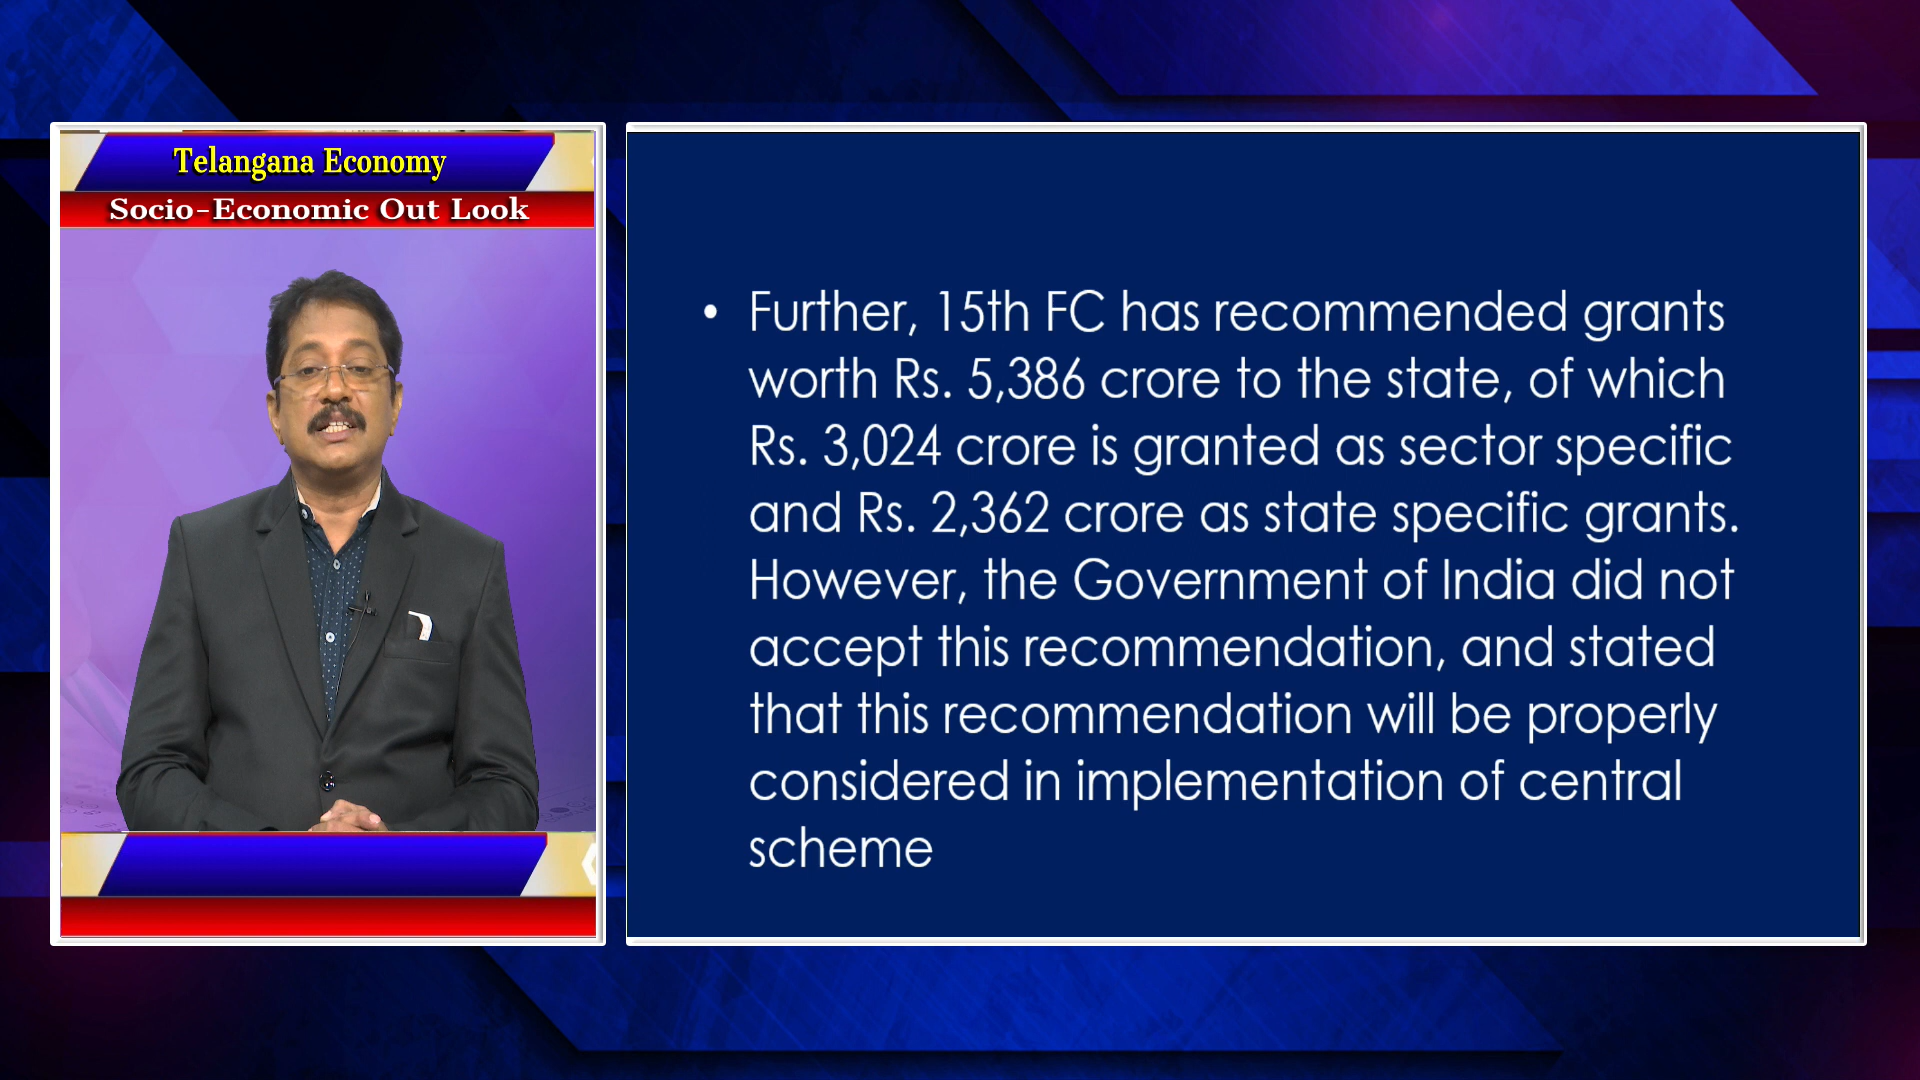 Telangana Economy
Socio-Economic Out Look
• Further, 15th FC has recommended grants
worth Rs. 5,386 crore to the state, of which
Rs. 3,024 crore is granted as sector specific
and Rs. 2,362 crore as state specific grants.
However, the Government of India did not
accept this recommendation, and stated
that this recommendation will be properly
considered in implementation of central
scheme